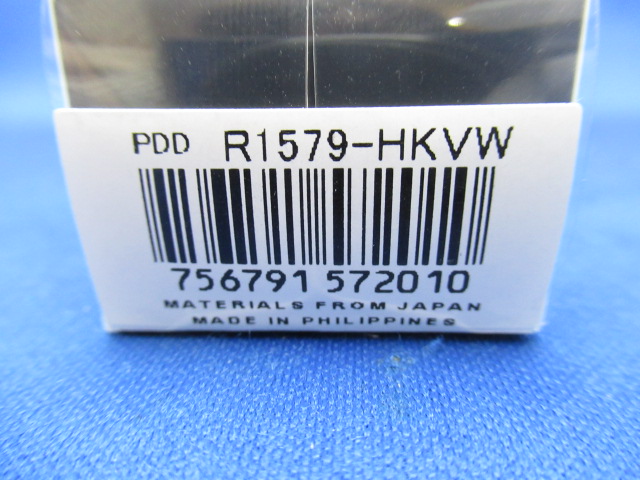 PDD R1579-HKVW
756791 572010
MATERIALS FROM JAPAN
MADE IN PHILIPPINES